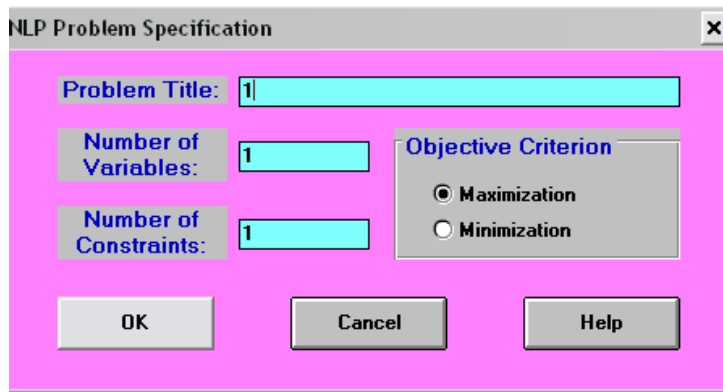 NLP Problem Specification
Problem Title: 1
Number of Variables: 1
Objective Criterion
Maximization
Minimization
Number of Constraints: 1
OK Cancel Help